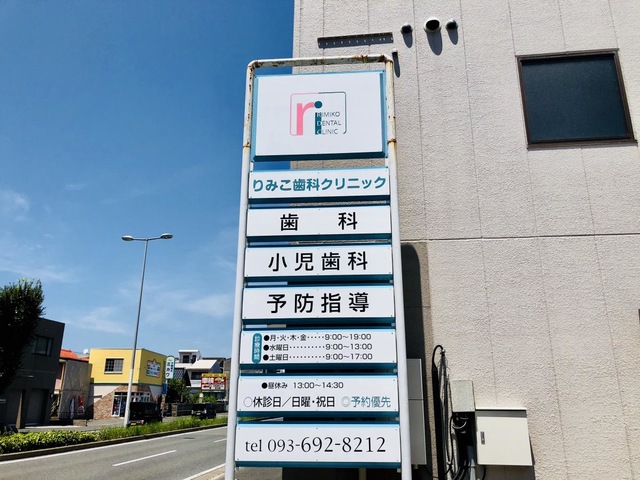 r
RIMIKO
DENTAL
CLINIC
りみこ歯科クリニック
歯 科
小児歯科
予防指導
診療時間
●月・火・木・金・・・・・9:00〜19:00
●水曜日・・・・・・・・・9:00〜13:00
●土曜日・・・・・・・・・9:00〜17:00
●昼休み 13:00〜14:30
○休診日/日曜・祝日 ◎予約優先
tel 093-692-8212